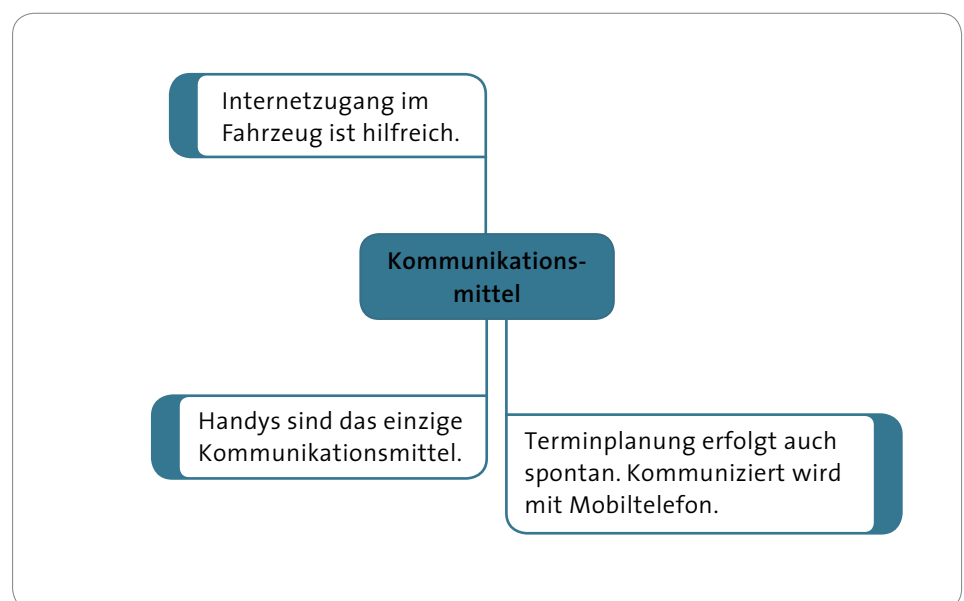 Internetzugang im
Fahrzeug ist hilfreich.
Kommunikations-
mittel
Handys sind das einzige
Kommunikationsmittel.
Terminplanung erfolgt auch
spontan. Kommuniziert wird
mit Mobiltelefon.